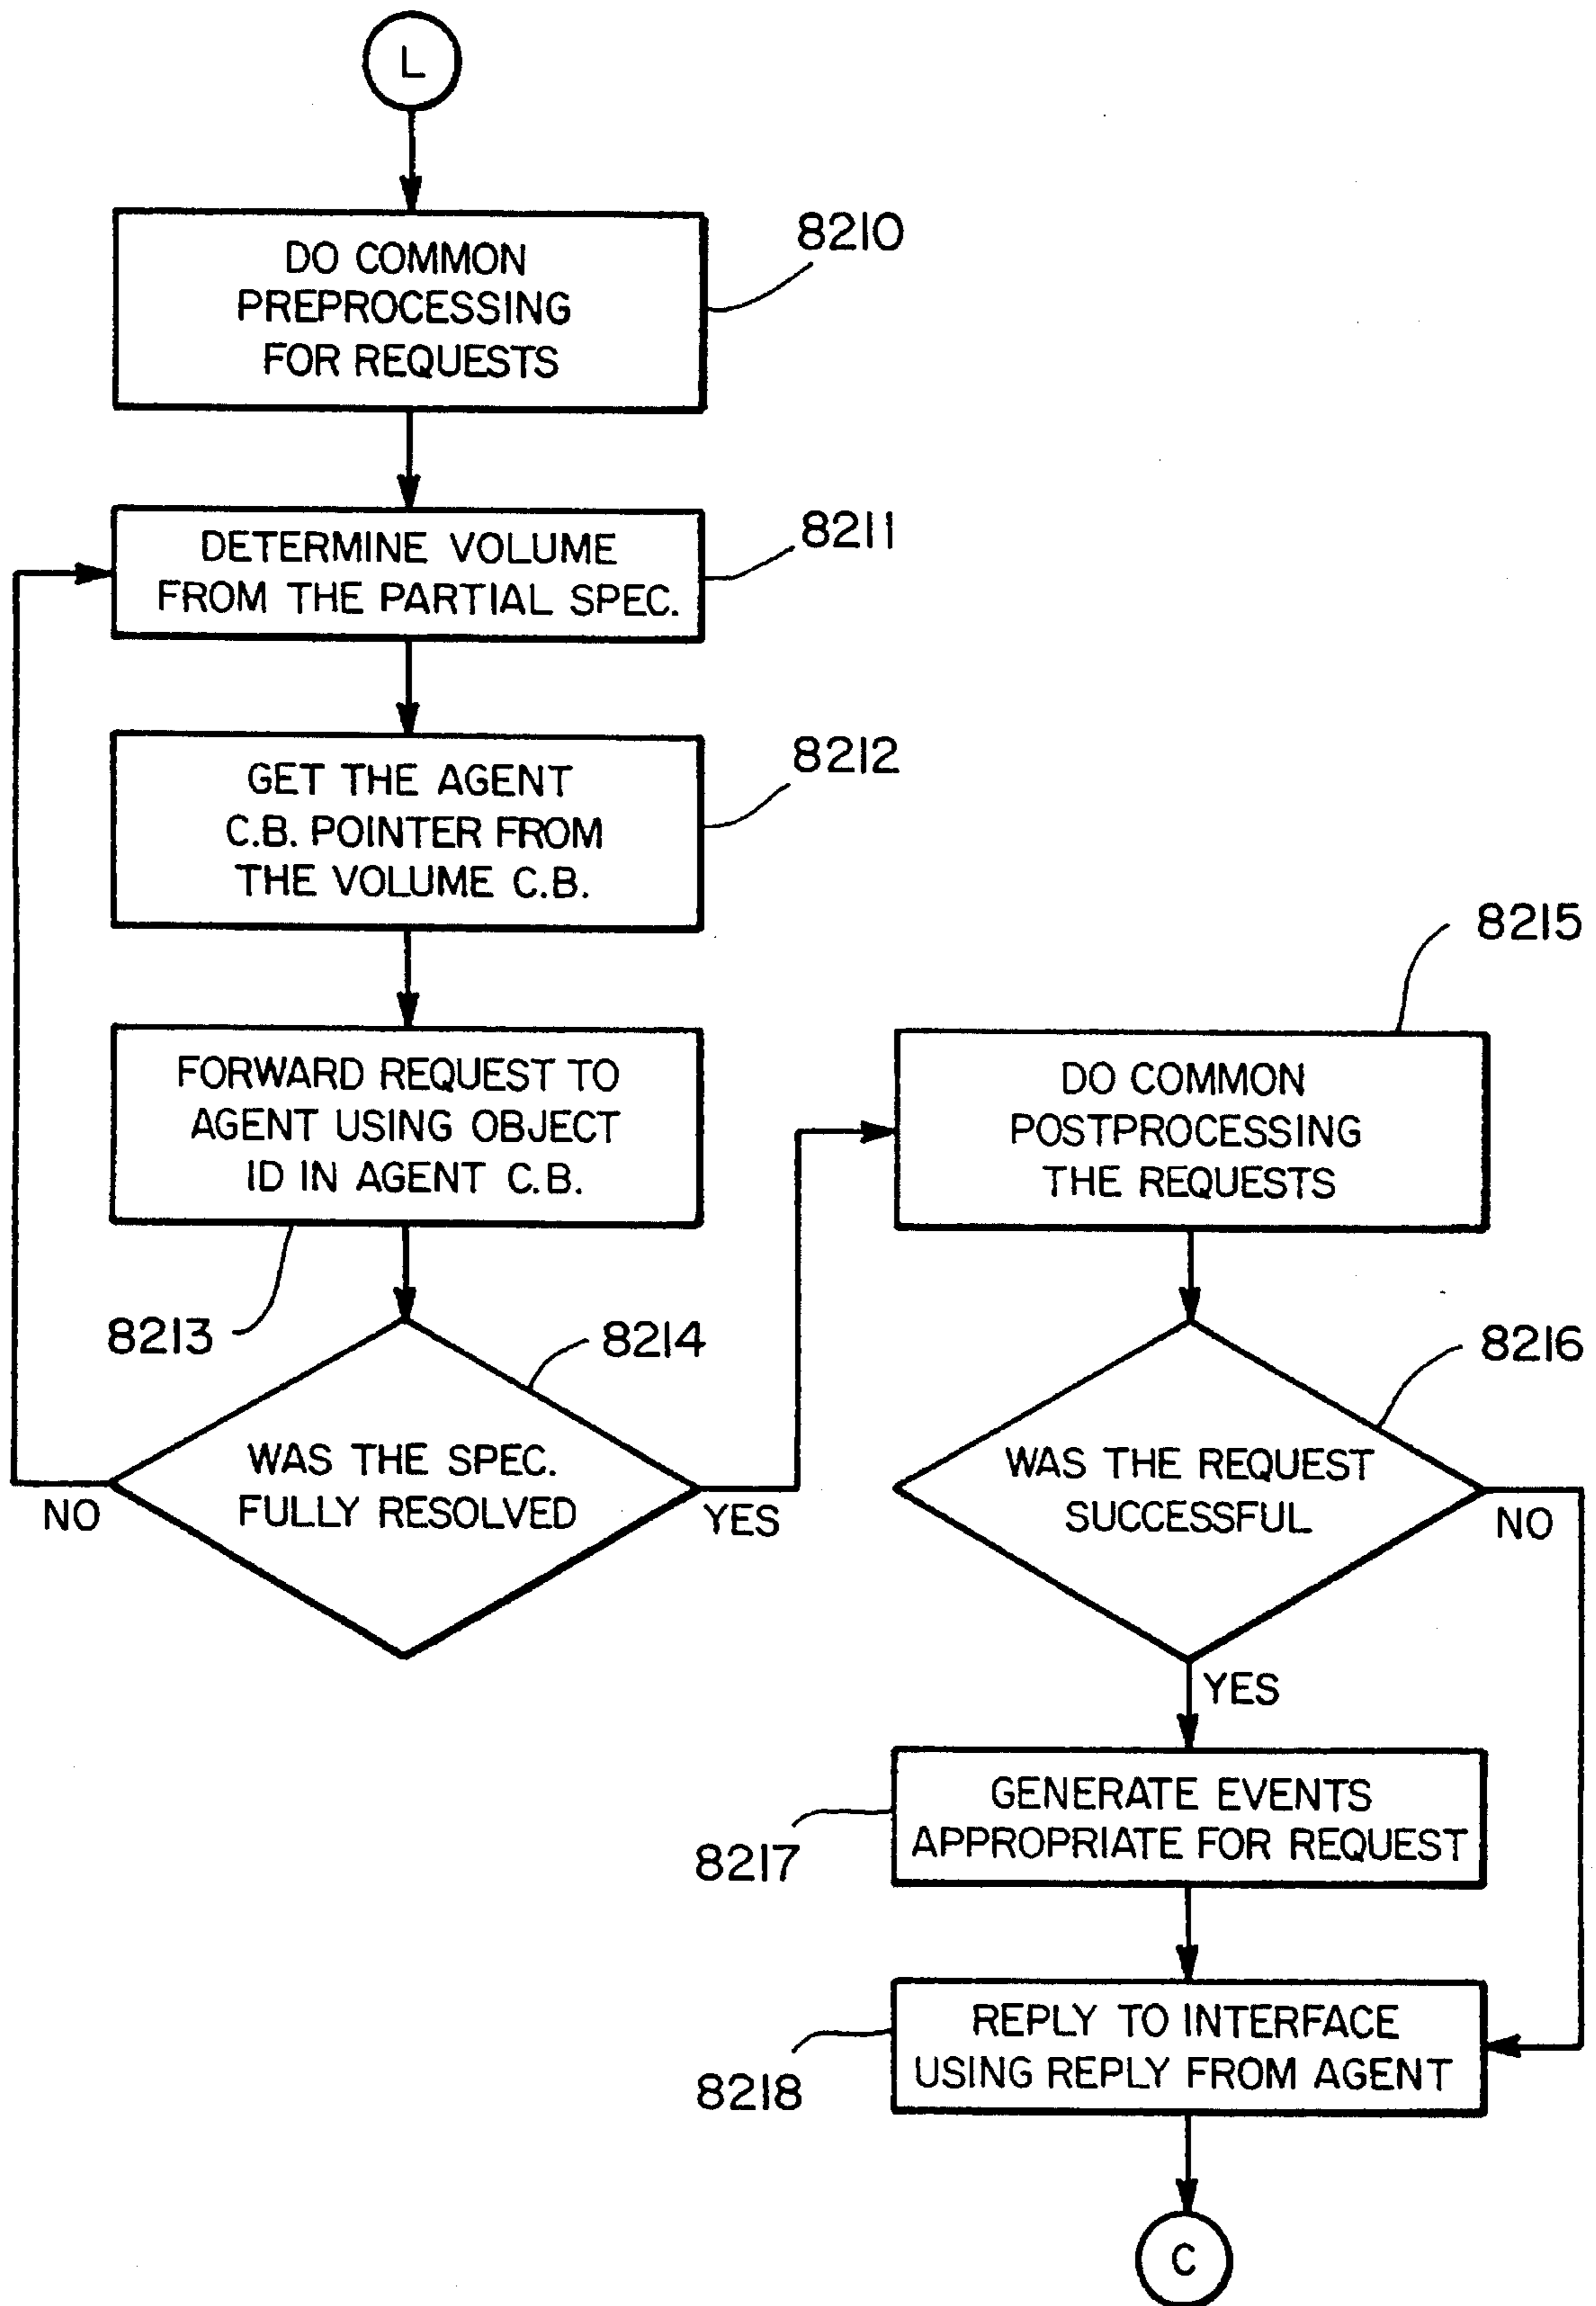 L
8210
DO COMMON
PREPROCESSING
FOR REQUESTS
8211
DETERMINE VOLUME
FROM THE PARTIAL SPEC.
8212
GET THE AGENT
C.B. POINTER FROM
THE VOLUME C.B.
FORWARD REQUEST TO
AGENT USING OBJECT
ID IN AGENT C.B.
8213
8214
WAS THE SPEC.
FULLY RESOLVED
NO
YES
8215
DO COMMON
POSTPROCESSING
THE REQUESTS
8216
WAS THE REQUEST
SUCCESSFUL
NO
YES
GENERATE EVENTS
APPROPRIATE FOR REQUEST
8217
REPLY TO INTERFACE
USING REPLY FROM AGENT
8218
C